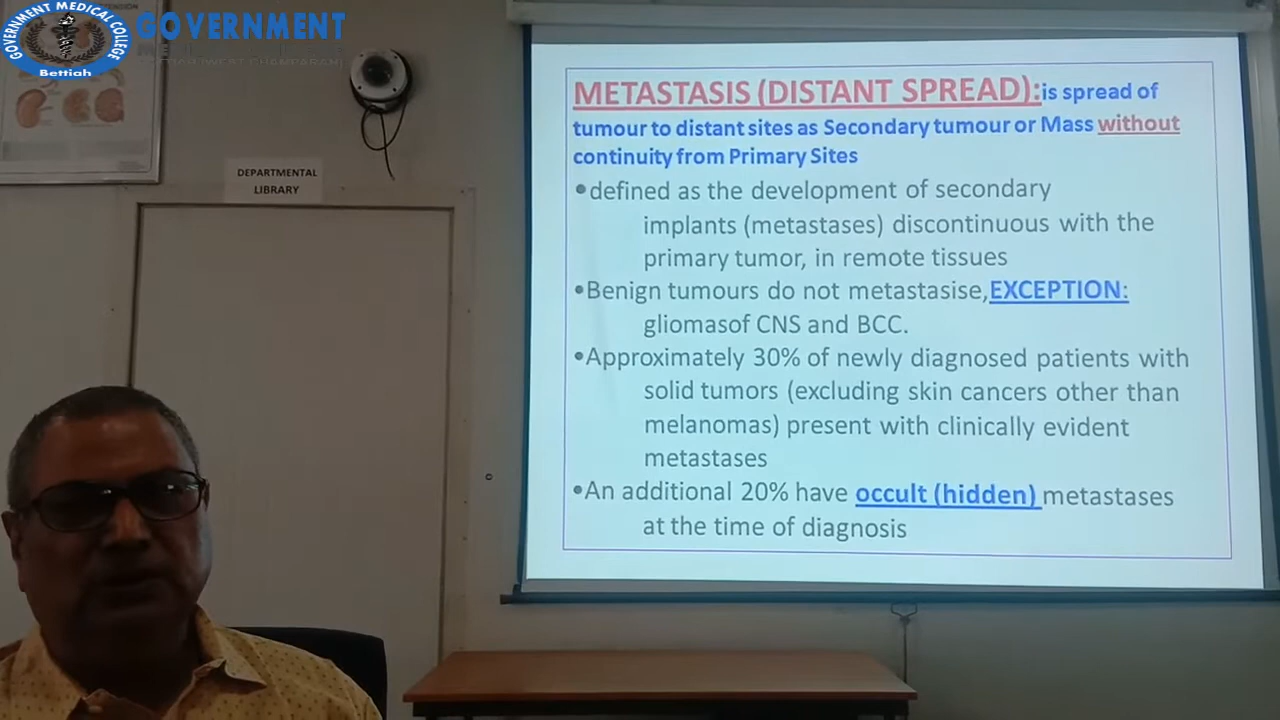 GOVERNMENT MEDICAL COLLEGE
Bettiah
GOVERNMENT
DEPARTMENTAL
LIBRARY
METASTASIS (DISTANT SPREAD):is spread of
tumour to distant sites as Secondary tumour or Mass without
continuity from Primary Sites
•defined as the development of secondary
implants (metastases) discontinuous with the
primary tumor, in remote tissues
•Benign tumours do not metastasise,EXCEPTION:
gliomasof CNS and BCC.
•Approximately 30% of newly diagnosed patients with
solid tumors (excluding skin cancers other than
melanomas) present with clinically evident
metastases
•An additional 20% have occult (hidden) metastases
at the time of diagnosis